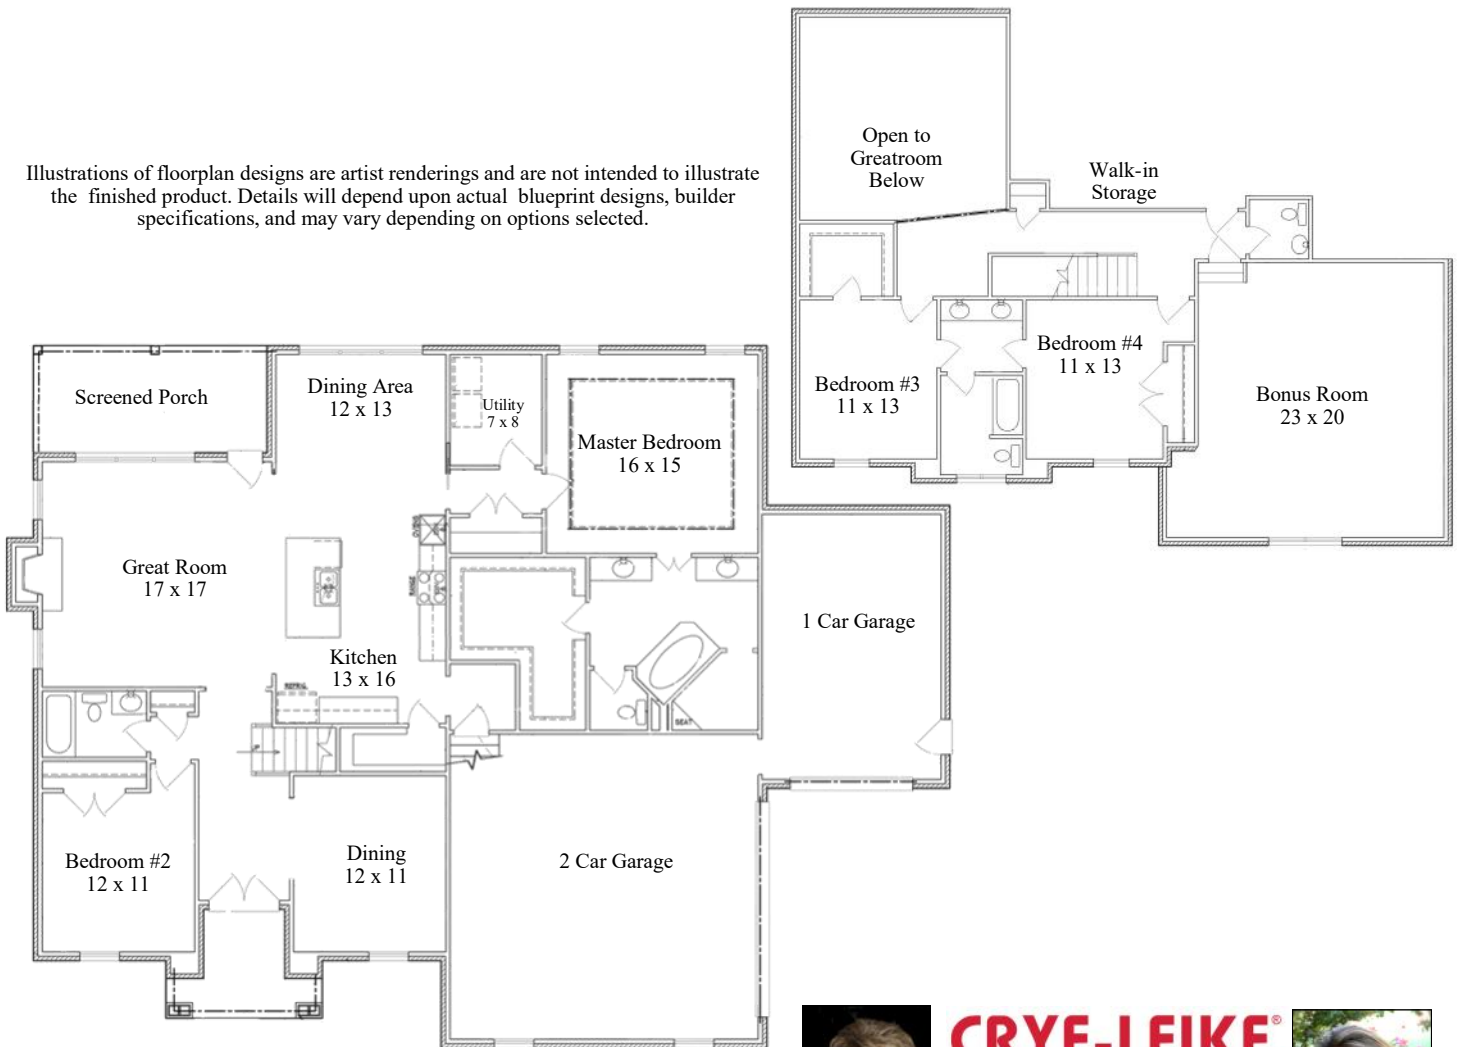 Illustrations of floorplan designs are artist renderings and are not intended to illustrate
the finished product. Details will depend upon actual blueprint designs, builder
specifications, and may vary depending on options selected.
Open to
Greatroom
Below
Walk-in
Storage
Bedroom #3
11 x 13
Bedroom #4
11 x 13
Bonus Room
23 x 20
Screened Porch
Dining Area
12 x 13
Utility
7 x 8
Master Bedroom
16 x 15
Great Room
17 x 17
RANGE
Kitchen
13 x 16
REFRIG.
1 Car Garage
SEAT
UP
Bedroom #2
12 x 11
Dining
12 x 11
2 Car Garage
CRYE-LEIKE®